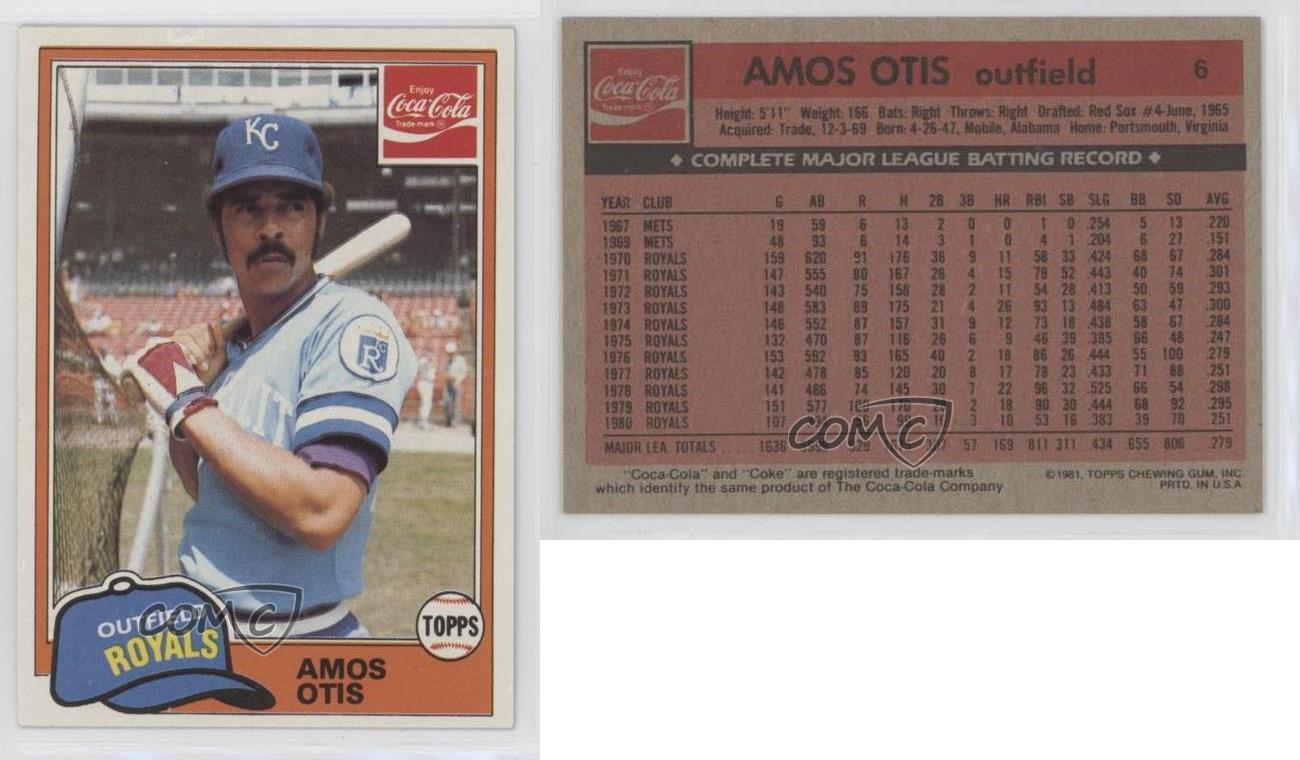 Enjoy
Coca-Cola
Trade mark ®
KC
R
OUTFIELD
ROYALS
AMOS
OTIS
TOPPS
COMC
Enjoy
Coca-Cola
Trade mark ®
AMOS OTIS outfield 6
Height: 5'11" Weight: 166 Bats: Right Throws: Right Drafted: Red Sox #4-June, 1965
Acquired: Trade, 12-3-69 Born: 4-26-47, Mobile, Alabama Home: Portsmouth, Virginia
◆ COMPLETE MAJOR LEAGUE BATTING RECORD ◆
YEAR CLUB G AB R H 2B 3B HR RBI SB SLG BB SO AVG
1967 METS 19 59 6 13 2 0 0 1 0 .254 5 13 .220
1969 METS 48 93 6 14 3 1 0 4 1 .204 6 27 .151
1970 ROYALS 159 620 91 176 36 9 11 58 33 .424 68 67 .284
1971 ROYALS 147 555 80 167 26 4 15 79 52 .443 40 74 .301
1972 ROYALS 143 540 75 158 28 2 11 54 28 .413 50 59 .293
1973 ROYALS 148 583 89 175 21 4 26 93 13 .484 63 47 .300
1974 ROYALS 146 552 87 157 31 9 12 73 18 .438 58 67 .284
1975 ROYALS 132 470 87 116 26 6 9 46 39 .385 66 48 .247
1976 ROYALS 153 592 93 165 40 2 18 86 26 .444 55 100 .279
1977 ROYALS 142 478 85 120 20 8 17 78 23 .433 71 88 .251
1978 ROYALS 141 486 74 145 30 7 22 96 32 .525 66 54 .298
1979 ROYALS 151 577 100 170 2 18 90 30 .444 68 92 .295
1980 ROYALS 107 3 10 53 16 .383 39 70 .251
MAJOR LEA. TOTALS 1636 57 169 811 311 .434 655 806 .279
COMC
"Coca-Cola" and "Coke" are registered trade-marks
which identify the same product of The Coca-Cola Company
©1981, TOPPS CHEWING GUM, INC.
PRTD. IN U.S.A.